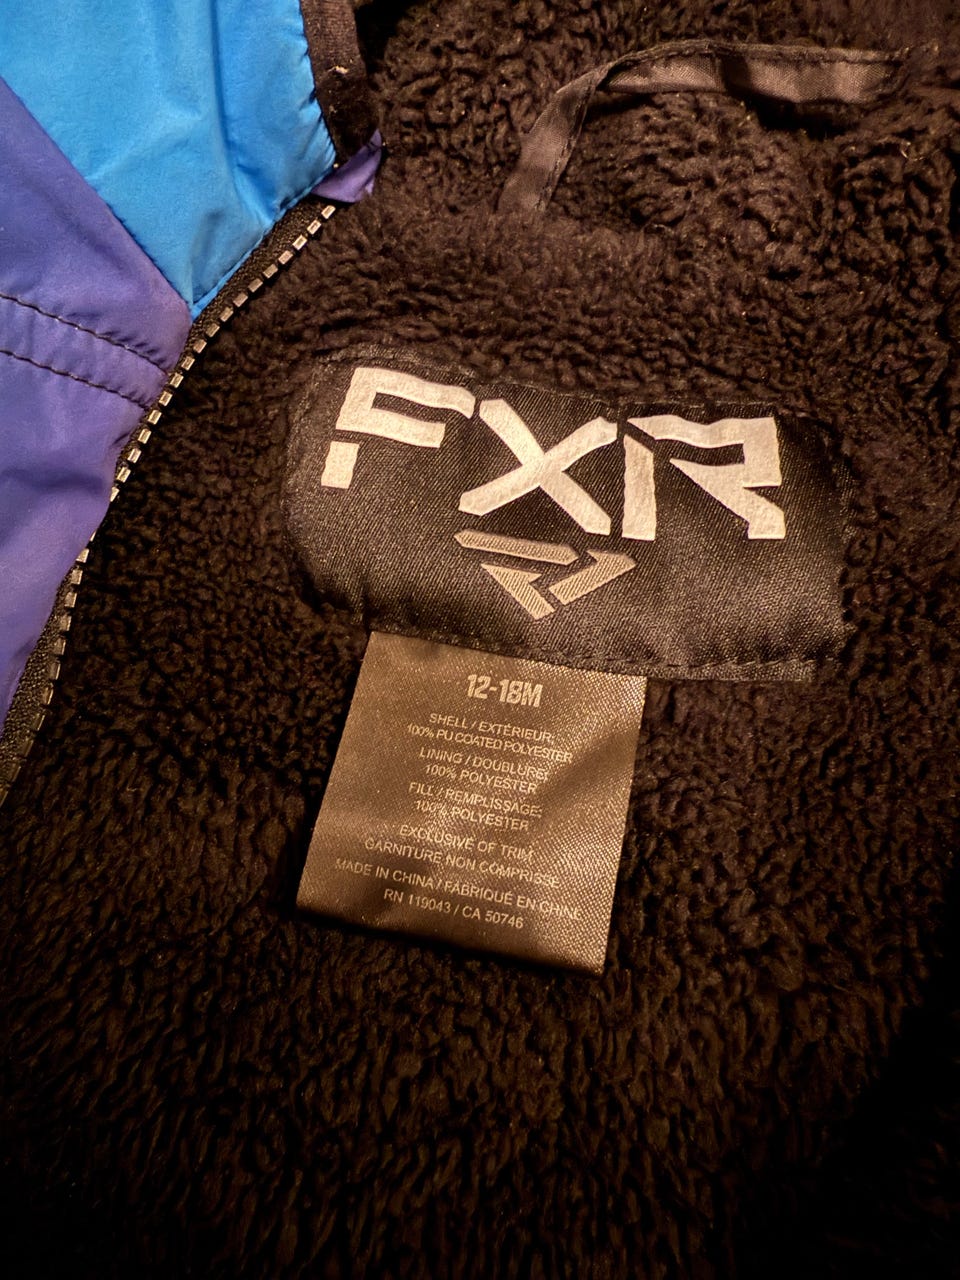 FXR
12-18M
SHELL / EXTÉRIEUR:
100% PU COATED POLYESTER
LINING / DOUBLURE:
100% POLYESTER
FILL / REMPLISSAGE:
100% POLYESTER
EXCLUSIVE OF TRIM
GARNITURE NON COMPRISSE
MADE IN CHINA / FABRIQUÉ EN CHINE
RN 119043 / CA 50746